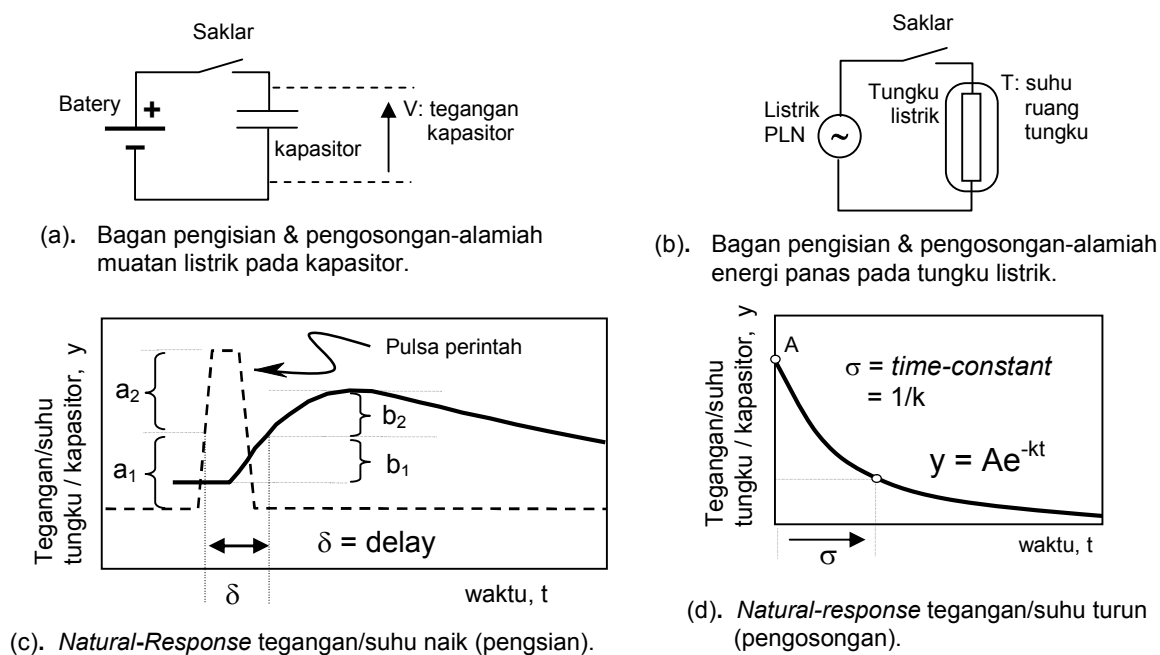 Saklar
Batery
+
V: tegangan
kapasitor
kapasitor
(a). Bagan pengisian & pengosongan-alamiah
muatan listrik pada kapasitor.
Saklar
Listrik
PLN
~
Tungku
listrik
T: suhu
ruang
tungku
(b). Bagan pengisian & pengosongan-alamiah
energi panas pada tungku listrik.
Tegangan/suhu
tungku / kapasitor, y
a2
a1
Pulsa perintah
b2
b1
δ = delay
δ
waktu, t
(c). Natural-Response tegangan/suhu naik (pengsian).
Tegangan/suhu
tungku / kapasitor, y
A
σ = time-constant
= 1/k
y = Ae^-kt
σ
waktu, t
(d). Natural-response tegangan/suhu turun
(pengosongan).